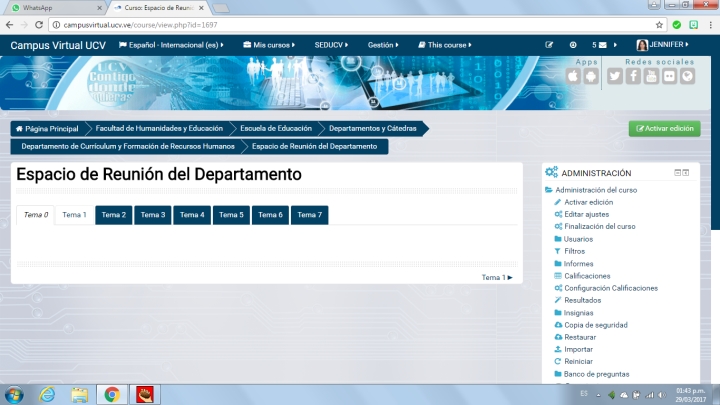 WhatsApp
Curso: Espacio de Reunió
campusvirtual.ucv.ve/course/view.php?id=1697
Campus Virtual UCV Español - Internacional (es) Mis cursos SEDUCV Gestión This course 5 JENNIFER
UCV
Contigo
donde
quieras
Apps Redes sociales
Página Principal Facultad de Humanidades y Educación Escuela de Educación Departamentos y Cátedras
Activar edición
Departamento de Currículum y Formación de Recursos Humanos Espacio de Reunión del Departamento
Espacio de Reunión del Departamento
Tema 0 Tema 1 Tema 2 Tema 3 Tema 4 Tema 5 Tema 6 Tema 7
Tema 1
ADMINISTRACIÓN
Administración del curso
Activar edición
Editar ajustes
Finalización del curso
Usuarios
Filtros
Informes
Calificaciones
Configuración Calificaciones
Resultados
Insignias
Copia de seguridad
Restaurar
Importar
Reiniciar
Banco de preguntas
ES 01:43 p.m.
29/03/2017